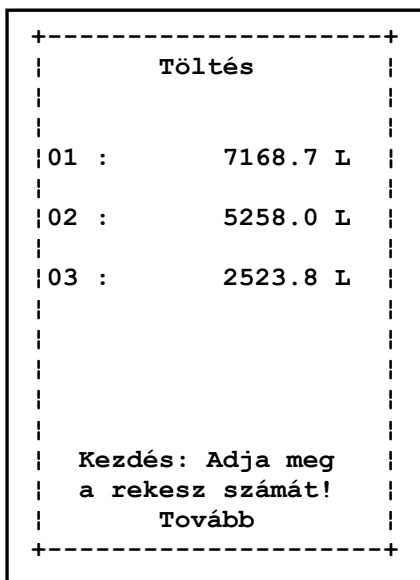 Töltés
01 : 7168.7 L
02 : 5258.0 L
03 : 2523.8 L
Kezdés: Adja meg
a rekesz számát!
Tovább